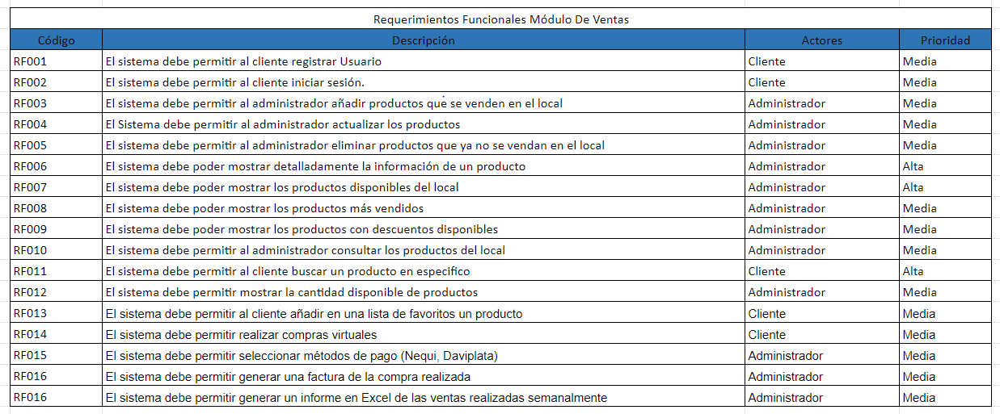 Requerimientos Funcionales Módulo De Ventas
Código Descripción Actores Prioridad
RF001 El sistema debe permitir al cliente registrar Usuario Cliente Media
RF002 El sistema debe permitir al cliente iniciar sesión. Cliente Media
RF003 El sistema debe permitir al administrador añadir productos que se venden en el local Administrador Media
RF004 El Sistema debe permitir al administrador actualizar los productos Administrador Media
RF005 El sistema debe permitir al administrador eliminar productos que ya no se vendan en el local Administrador Media
RF006 El sistema debe poder mostrar detalladamente la información de un producto Administrador Alta
RF007 El sistema debe poder mostrar los productos disponibles del local Administrador Alta
RF008 El sistema debe poder mostrar los productos más vendidos Administrador Media
RF009 El sistema debe poder mostrar los productos con descuentos disponibles Administrador Media
RF010 El sistema debe permitir al administrador consultar los productos del local Administrador Media
RF011 El sistema debe permitir al cliente buscar un producto en especifico Cliente Alta
RF012 El sistema debe permitir mostrar la cantidad disponible de productos Administrador Media
RF013 El sistema debe permitir al cliente añadir en una lista de favoritos un producto Cliente Media
RF014 El sistema debe permitir realizar compras virtuales Cliente Media
RF015 El sistema debe permitir seleccionar métodos de pago (Nequi, Daviplata) Administrador Media
RF016 El sistema debe permitir generar una factura de la compra realizada Administrador Media
RF016 El sistema debe permitir generar un informe en Excel de las ventas realizadas semanalmente Administrador Media